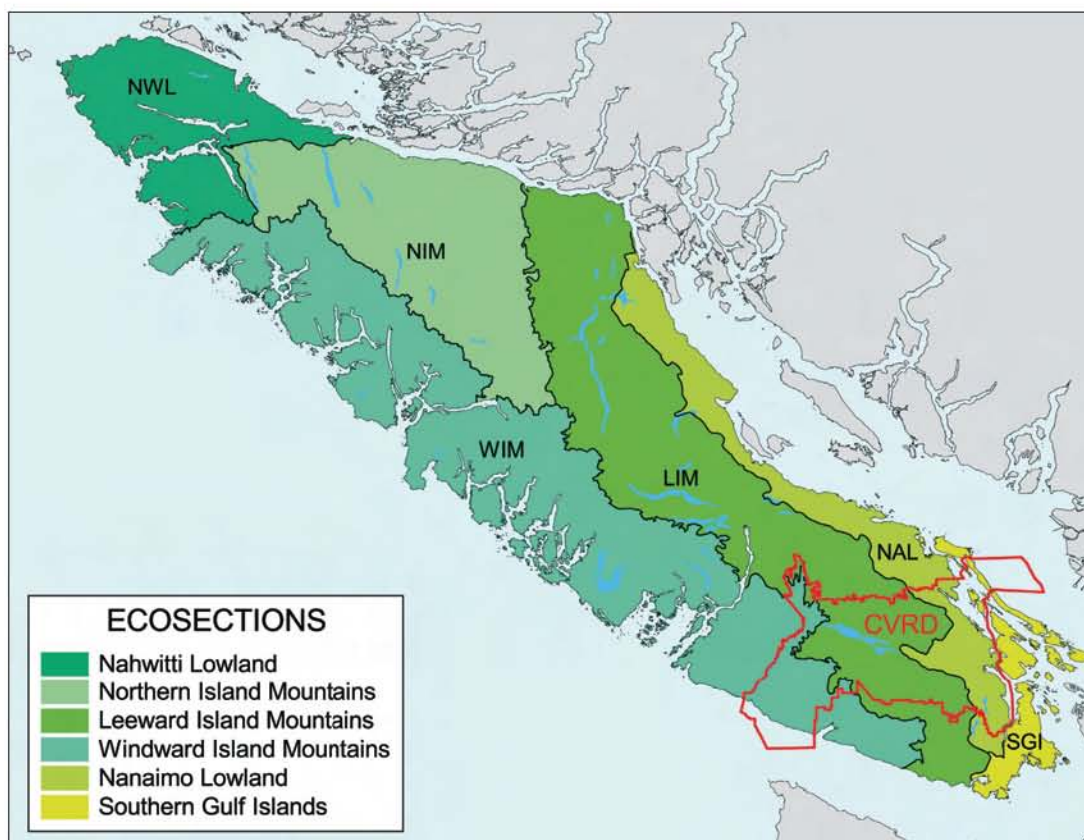 NWL
NIM
WIM
LIM
NAL
CVRD
SGI
ECOSECTIONS
Nahwitti Lowland
Northern Island Mountains
Leeward Island Mountains
Windward Island Mountains
Nanaimo Lowland
Southern Gulf Islands